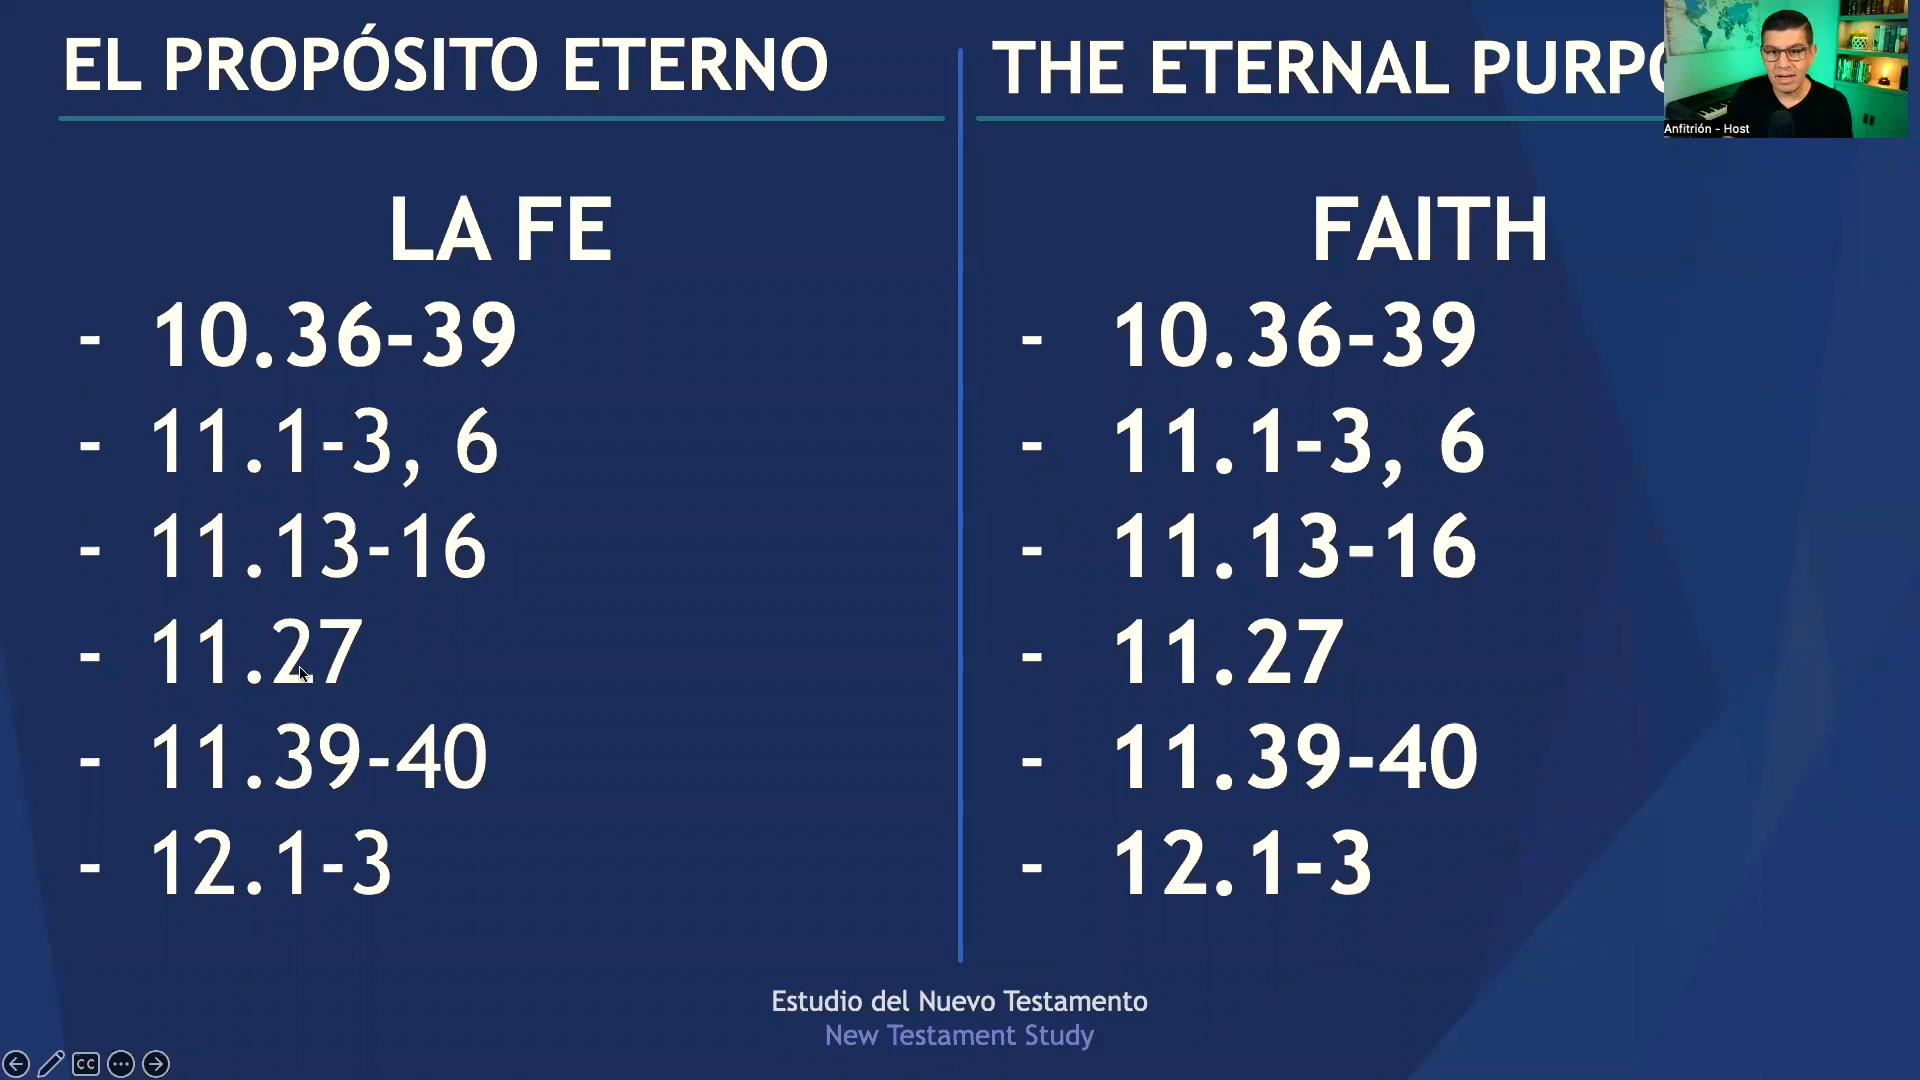 EL PROPÓSITO ETERNO
LA FE
- 10.36-39
- 11.1-3, 6
- 11.13-16
- 11.27
- 11.39-40
- 12.1-3
THE ETERNAL PURPO
FAITH
- 10.36-39
- 11.1-3, 6
- 11.13-16
- 11.27
- 11.39-40
- 12.1-3
Anfitrión - Host
Estudio del Nuevo Testamento
New Testament Study
CC